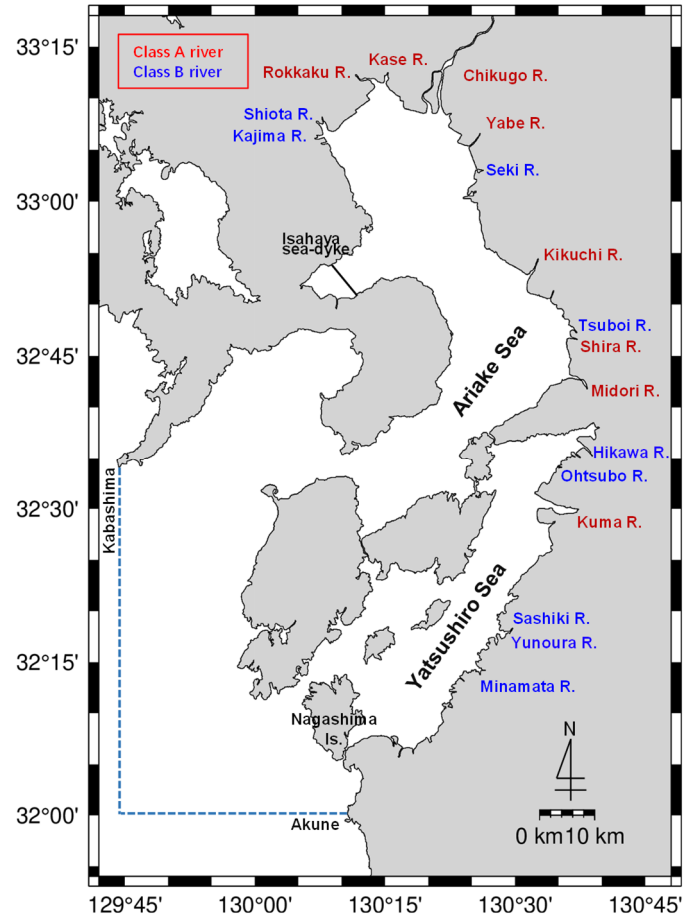 33°15'
33°00'
32°45'
32°30'
32°15'
32°00'
Class A river
Class B river
Rokkaku R.
Kase R.
Chikugo R.
Shiota R.
Kajima R.
Yabe R.
Seki R.
Isahaya
sea-dyke
Kikuchi R.
Tsuboi R.
Shira R.
Ariake Sea
Midori R.
Hikawa R.
Ohtsubo R.
Kabashima
Kuma R.
Yatsushiro Sea
Sashiki R.
Yunoura R.
Minamata R.
Nagashima
Is.
N
Akune
0 km10 km
129°45'
130°00'
130°15'
130°30'
130°45'